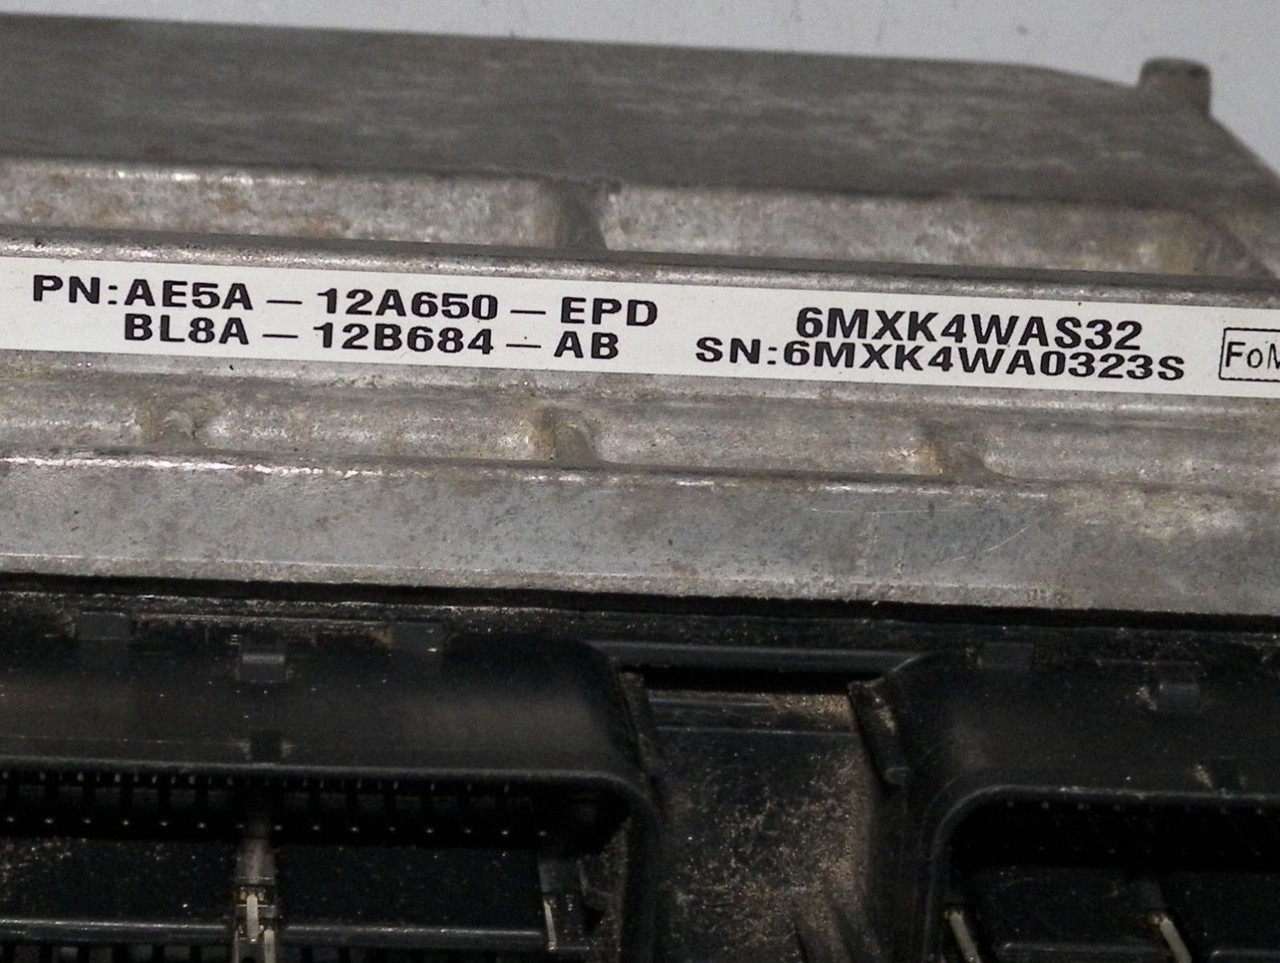 PN:AE5A-12A650-EPD
BL8A-12B684-AB
6MXK4WAS32
SN:6MXK4WA0323S
FoM